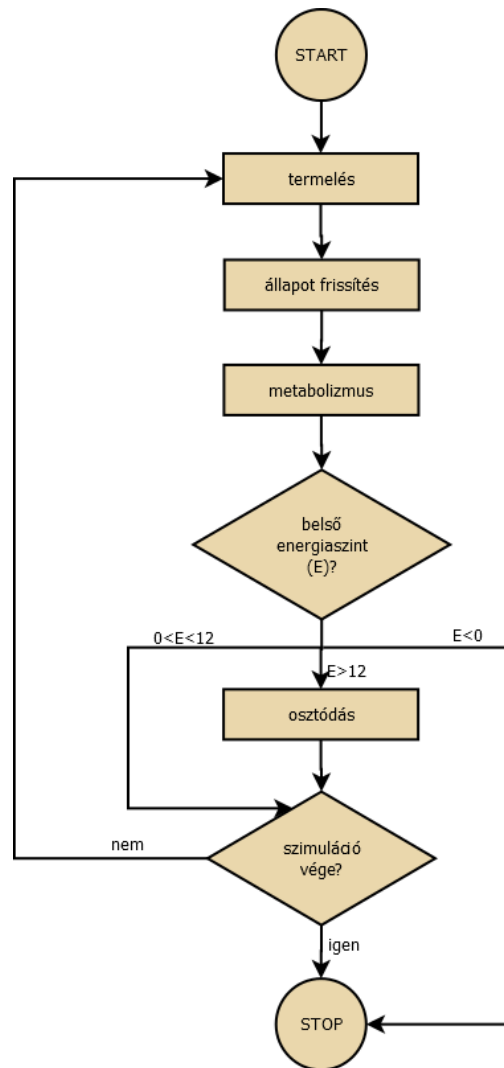 START
termelés
állapot frissítés
metabolizmus
belső
energiaszint
(E)?
0<E<12
E<0
E>12
osztódás
nem
szimuláció
vége?
igen
STOP